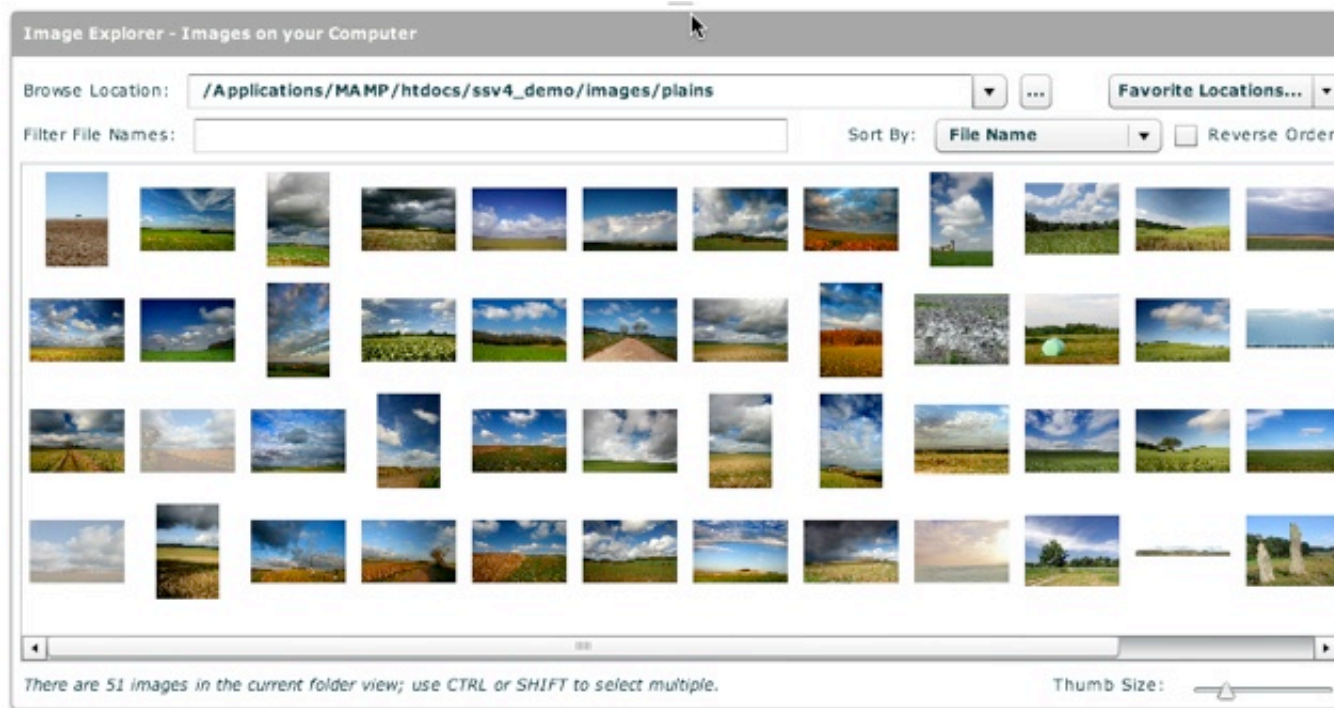 Image Explorer - Images on your Computer
Browse Location: /Applications/MAMP/htdocs/ssv4_demo/images/plains ... Favorite Locations...
Filter File Names: Sort By: File Name Reverse Order
There are 51 images in the current folder view; use CTRL or SHIFT to select multiple. Thumb Size: